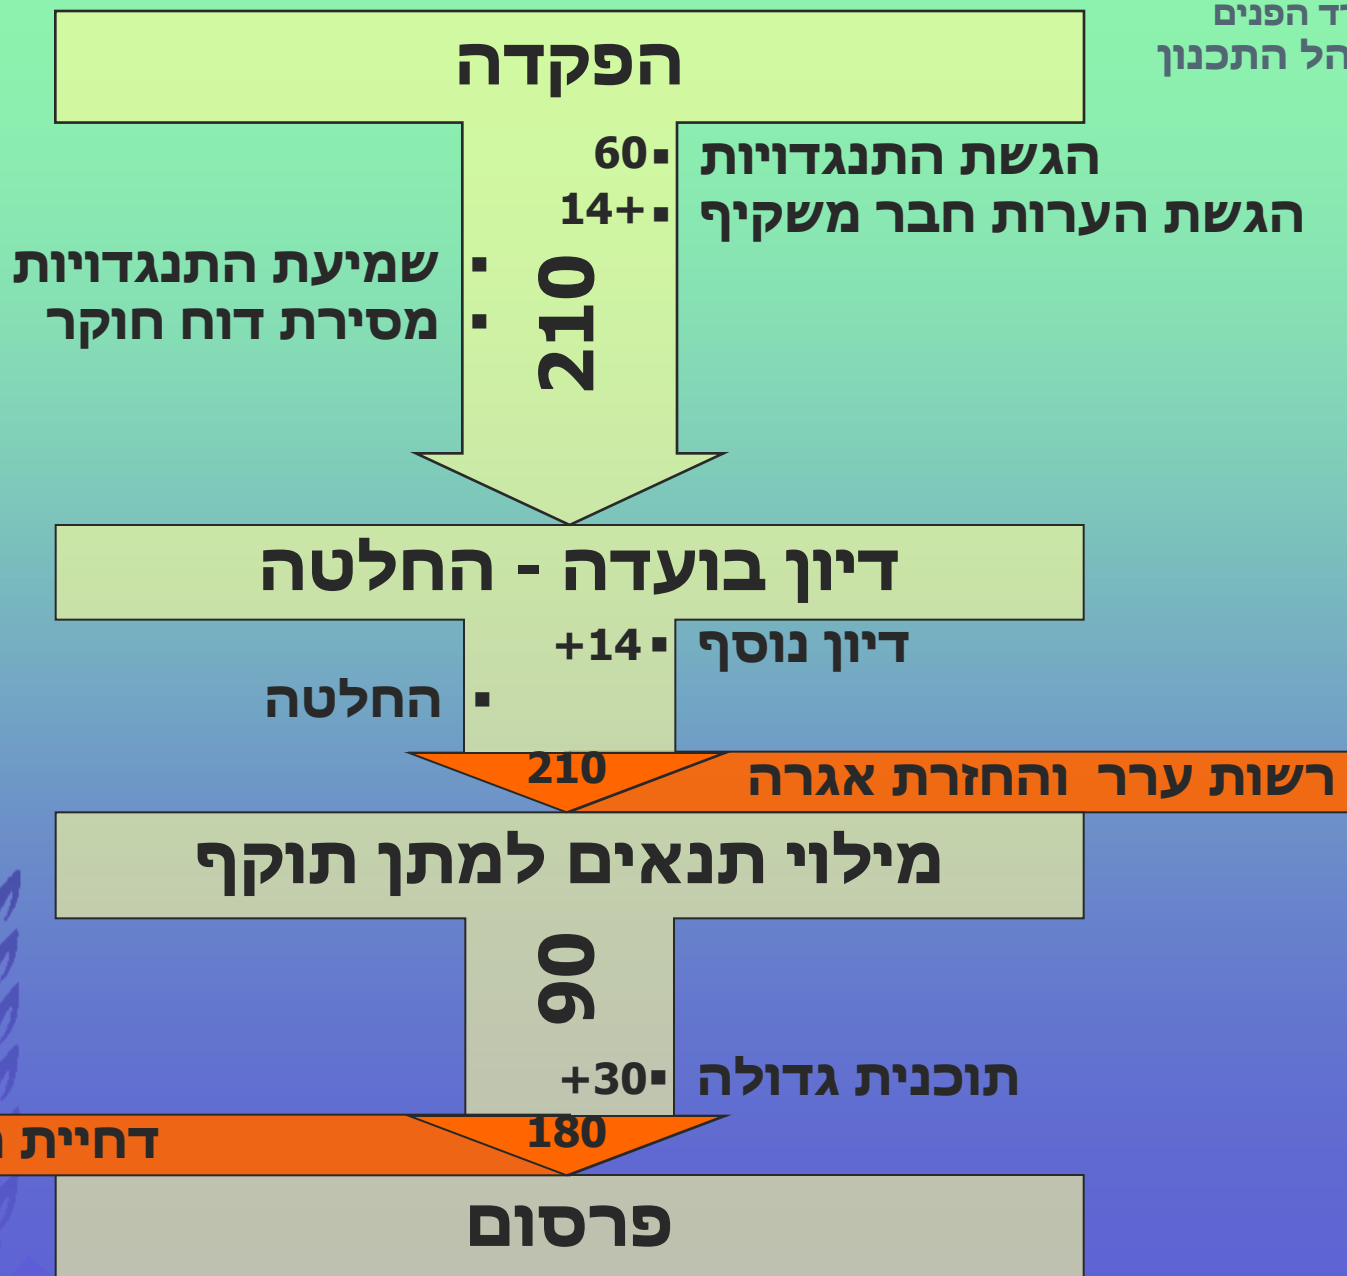 הפקדה
הפנים
התכנון
60
הגשת התנגדויות
14+
הגשת הערות חבר משקיף
שמיעת התנגדויות
מסירת דוח חוקר
210
דיון בועדה - החלטה
+14
דיון נוסף
החלטה
210
רשות ערר והחזרת אגרה
מילוי תנאים למתן תוקף
90
+30
תוכנית גדולה
180
דחיית
פרסום